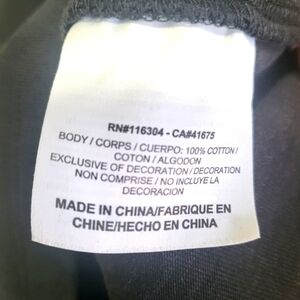 RN#116304 - CA#41675
BODY / CORPS / CUERPO: 100% COTTON /
COTON / ALGODON
EXCLUSIVE OF DECORATION / DECORATION
NON COMPRISE / NO INCLUYE LA
DECORACION
MADE IN CHINA/FABRIQUE EN
CHINE/HECHO EN CHINA